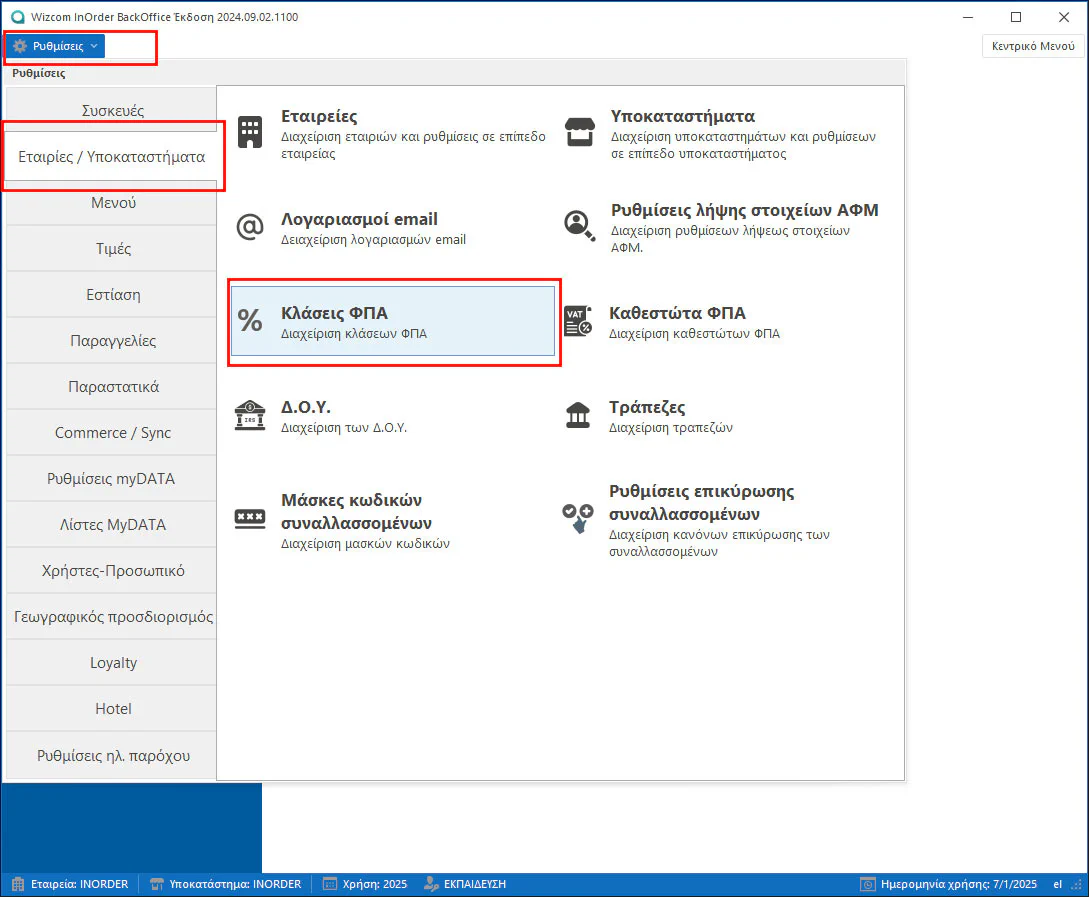 Wizcom InOrder BackOffice Έκδοση 2024.09.02.1100
Ρυθμίσεις
Κεντρικό Μενού
Ρυθμίσεις
Συσκευές
Εταιρίες / Υποκαταστήματα
Μενού
Τιμές
Εστίαση
Παραγγελίες
Παραστατικά
Commerce / Sync
Ρυθμίσεις myDATA
Λίστες MyDATA
Χρήστες-Προσωπικό
Γεωγραφικός προσδιορισμός
Loyalty
Hotel
Ρυθμίσεις ηλ. παρόχου
Εταιρείες
Διαχείριση εταιριών και ρυθμίσεις σε επίπεδο
εταιρείας
Υποκαταστήματα
Διαχείριση υποκαταστημάτων και ρυθμίσεων
σε επίπεδο υποκαταστήματος
@
Λογαριασμοί email
Δειαχείριση λογαριασμών email
Ρυθμίσεις λήψης στοιχείων ΑΦΜ
Διαχείριση ρυθμίσεων λήψεως στοιχείων
ΑΦΜ.
%
Κλάσεις ΦΠΑ
Διαχείριση κλάσεων ΦΠΑ
VAT
Καθεστώτα ΦΠΑ
Διαχείριση καθεστώτων ΦΠΑ
IRS
Δ.Ο.Υ.
Διαχείριση των Δ.Ο.Υ.
Τράπεζες
Διαχείριση τραπεζών
Μάσκες κωδικών
συναλλασσομένων
Διαχείριση μασκών κωδικών
Ρυθμίσεις επικύρωσης
συναλλασσομένων
Διαχείριση κανόνων επικύρωσης των
συναλλασσομένων
Εταιρεία: INORDER
Υποκατάστημα: INORDER
Χρήση: 2025
ΕΚΠΑΙΔΕΥΣΗ
Ημερομηνία χρήσης: 7/1/2025
el